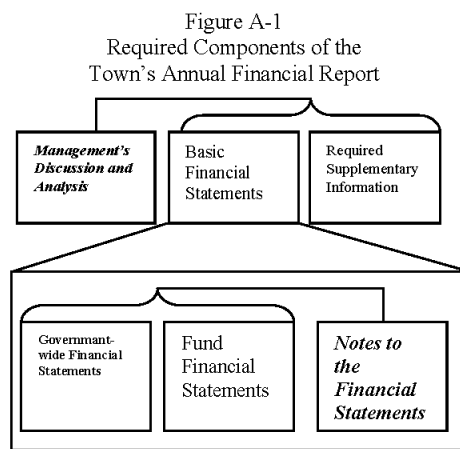 Figure A-1
Required Components of the
Town's Annual Financial Report
Management's
Discussion and
Analysis
Basic
Financial
Statements
Required
Supplementary
Information
Governmant-
wide Financial
Statements
Fund
Financial
Statements
Notes to
the
Financial
Statements